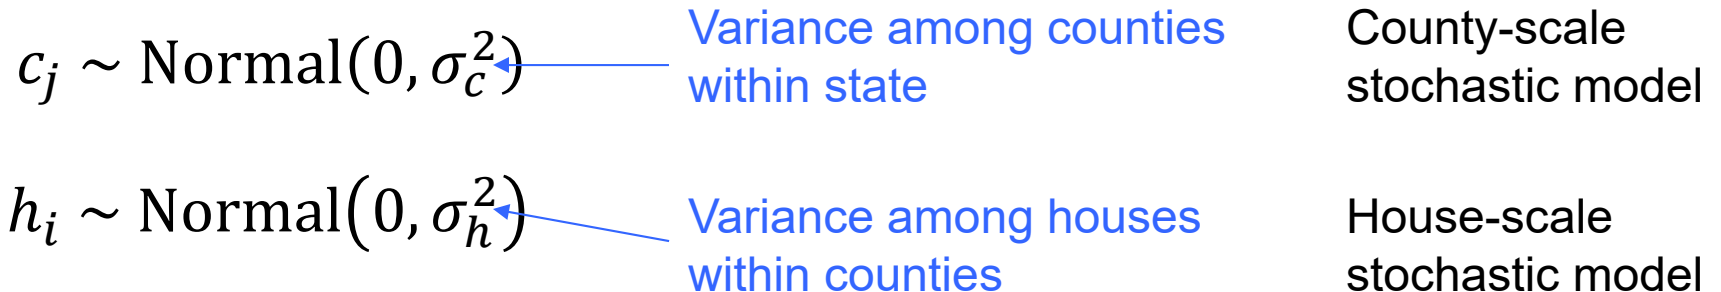 c_j ~ Normal(0, σ_c^2) Variance among counties within state County-scale stochastic model
h_i ~ Normal(0, σ_h^2) Variance among houses within counties House-scale stochastic model